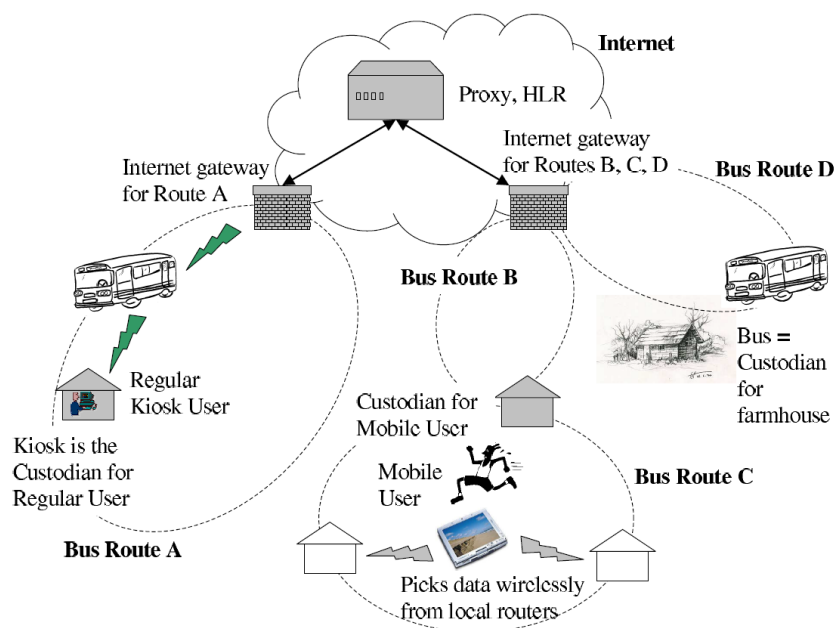 Internet
Proxy, HLR
Internet gateway
for Routes B, C, D
Internet gateway
for Route A
Bus Route D
Bus Route B
Bus =
Custodian
for
farmhouse
Regular
Kiosk User
Custodian for
Mobile User
Kiosk is the
Custodian for
Regular User
Mobile
User
Bus Route C
Bus Route A
Picks data wirelessly
from local routers